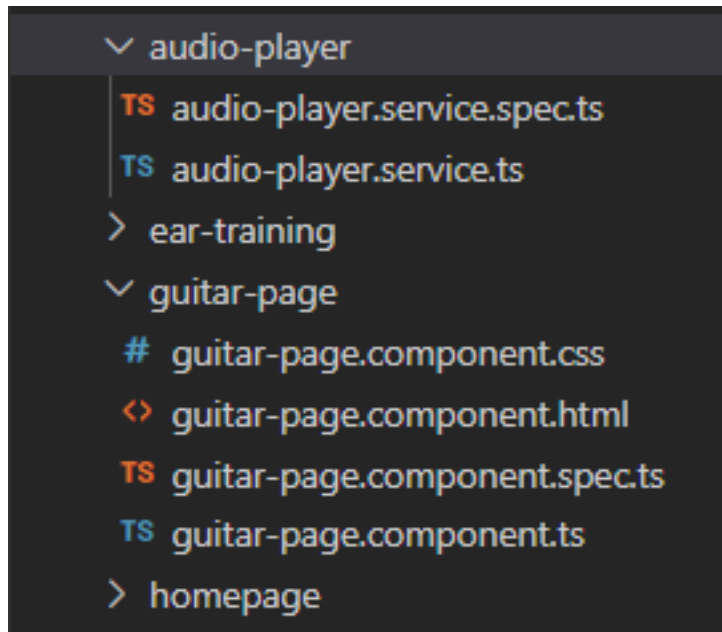 audio-player
TS audio-player.service.spec.ts
TS audio-player.service.ts
ear-training
guitar-page
# guitar-page.component.css
<> guitar-page.component.html
TS guitar-page.component.spec.ts
TS guitar-page.component.ts
homepage